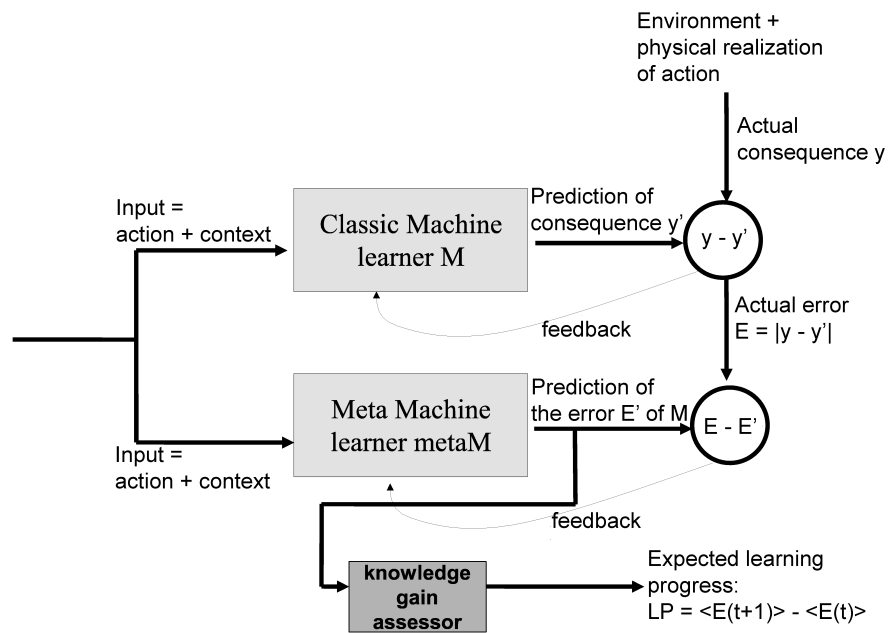 Environment +
physical realization
of action
Actual
consequence y
Input =
action + context
Classic Machine
learner M
Prediction of
consequence y’
y - y’
feedback
Actual error
E = |y - y’|
Meta Machine
learner metaM
Prediction of
the error E’ of M
E - E’
Input =
action + context
feedback
knowledge
gain
assessor
Expected learning
progress:
LP = <E(t+1)> - <E(t)>